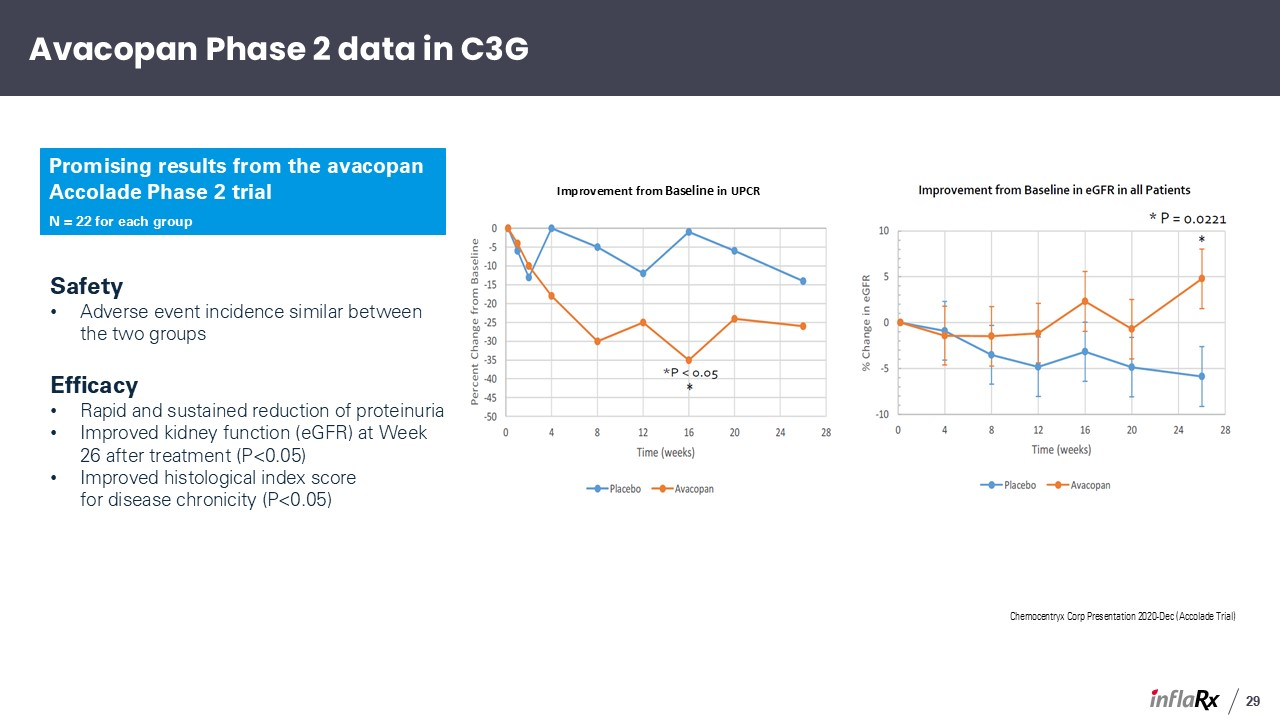 Avacopan Phase 2 data in C3G
Promising results from the avacopan
Accolade Phase 2 trial
N = 22 for each group
Safety
• Adverse event incidence similar between
the two groups
Efficacy
• Rapid and sustained reduction of proteinuria
• Improved kidney function (eGFR) at Week
26 after treatment (P<0.05)
• Improved histological index score
for disease chronicity (P<0.05)
Improvement from Baseline in UPCR
Percent Change from Baseline
0
-5
-10
-15
-20
-25
-30
-35
-40
-45
-50
*P < 0.05
*
0 4 8 12 16 20 24 28
Time (weeks)
Placebo Avacopan
Improvement from Baseline in eGFR in all Patients
* P = 0.0221
*
% Change in eGFR
10
5
0
-5
-10
0 4 8 12 16 20 24 28
Time (weeks)
Placebo Avacopan
Chemocentryx Corp Presentation 2020-Dec (Accolade Trial)
inflaRx / 29